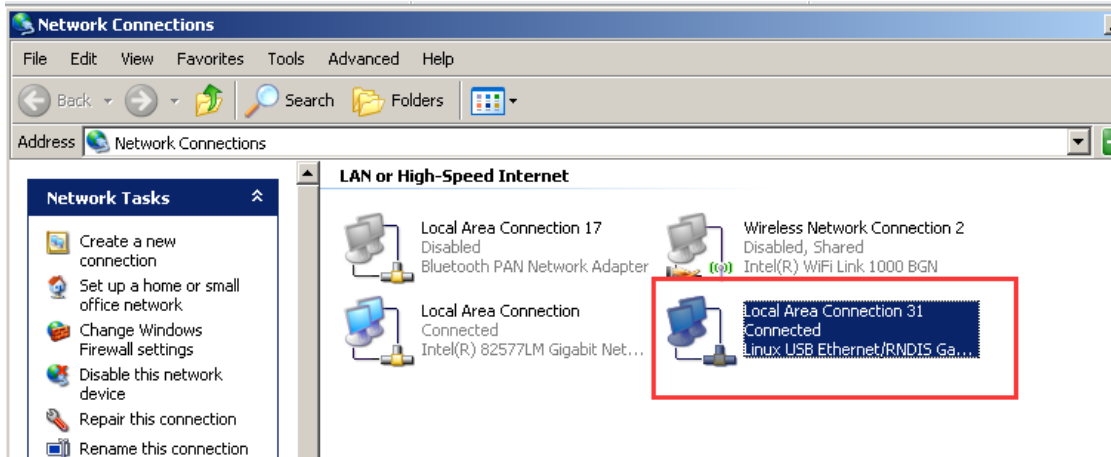 Network Connections
File Edit View Favorites Tools Advanced Help
Back Search Folders
Address Network Connections
Network Tasks
Create a new
connection
Set up a home or small
office network
Change Windows
Firewall settings
Disable this network
device
Repair this connection
Rename this connection
LAN or High-Speed Internet
Local Area Connection 17
Disabled
Bluetooth PAN Network Adapter
Wireless Network Connection 2
Disabled, Shared
Intel(R) WiFi Link 1000 BGN
Local Area Connection
Connected
Intel(R) 82577LM Gigabit Net...
Local Area Connection 31
Connected
Linux USB Ethernet/RNDIS Ga...